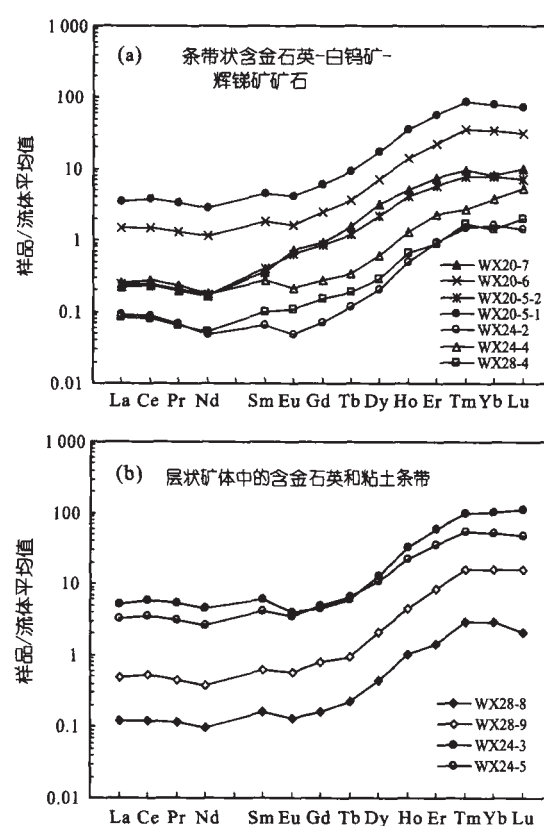 1 000
(a) 条带状含金石英-白钨矿-
辉锑矿矿石
100
10
1
0.1
0.01
样品/流体平均值
WX20-7
WX20-6
WX20-5-2
WX20-5-1
WX24-2
WX24-4
WX28-4
La Ce Pr Nd Sm Eu Gd Tb Dy Ho Er Tm Yb Lu
1 000
(b) 层状矿体中的含金石英和粘土条带
100
10
1
0.1
0.01
样品/流体平均值
WX28-8
WX28-9
WX24-3
WX24-5
La Ce Pr Nd Sm Eu Gd Tb Dy Ho Er Tm Yb Lu